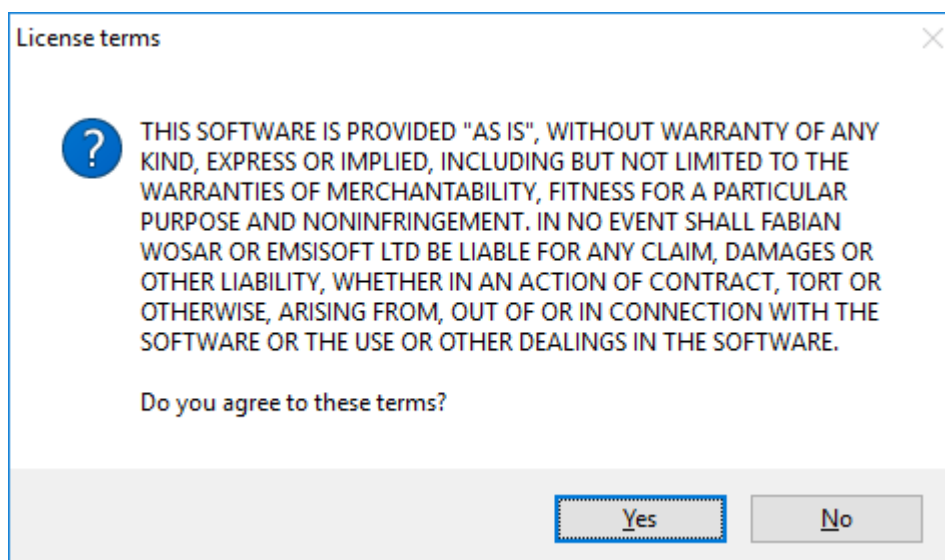 License terms
?
THIS SOFTWARE IS PROVIDED "AS IS", WITHOUT WARRANTY OF ANY
KIND, EXPRESS OR IMPLIED, INCLUDING BUT NOT LIMITED TO THE
WARRANTIES OF MERCHANTABILITY, FITNESS FOR A PARTICULAR
PURPOSE AND NONINFRINGEMENT. IN NO EVENT SHALL FABIAN
WOSAR OR EMSISOFT LTD BE LIABLE FOR ANY CLAIM, DAMAGES OR
OTHER LIABILITY, WHETHER IN AN ACTION OF CONTRACT, TORT OR
OTHERWISE, ARISING FROM, OUT OF OR IN CONNECTION WITH THE
SOFTWARE OR THE USE OR OTHER DEALINGS IN THE SOFTWARE.
Do you agree to these terms?
Yes No